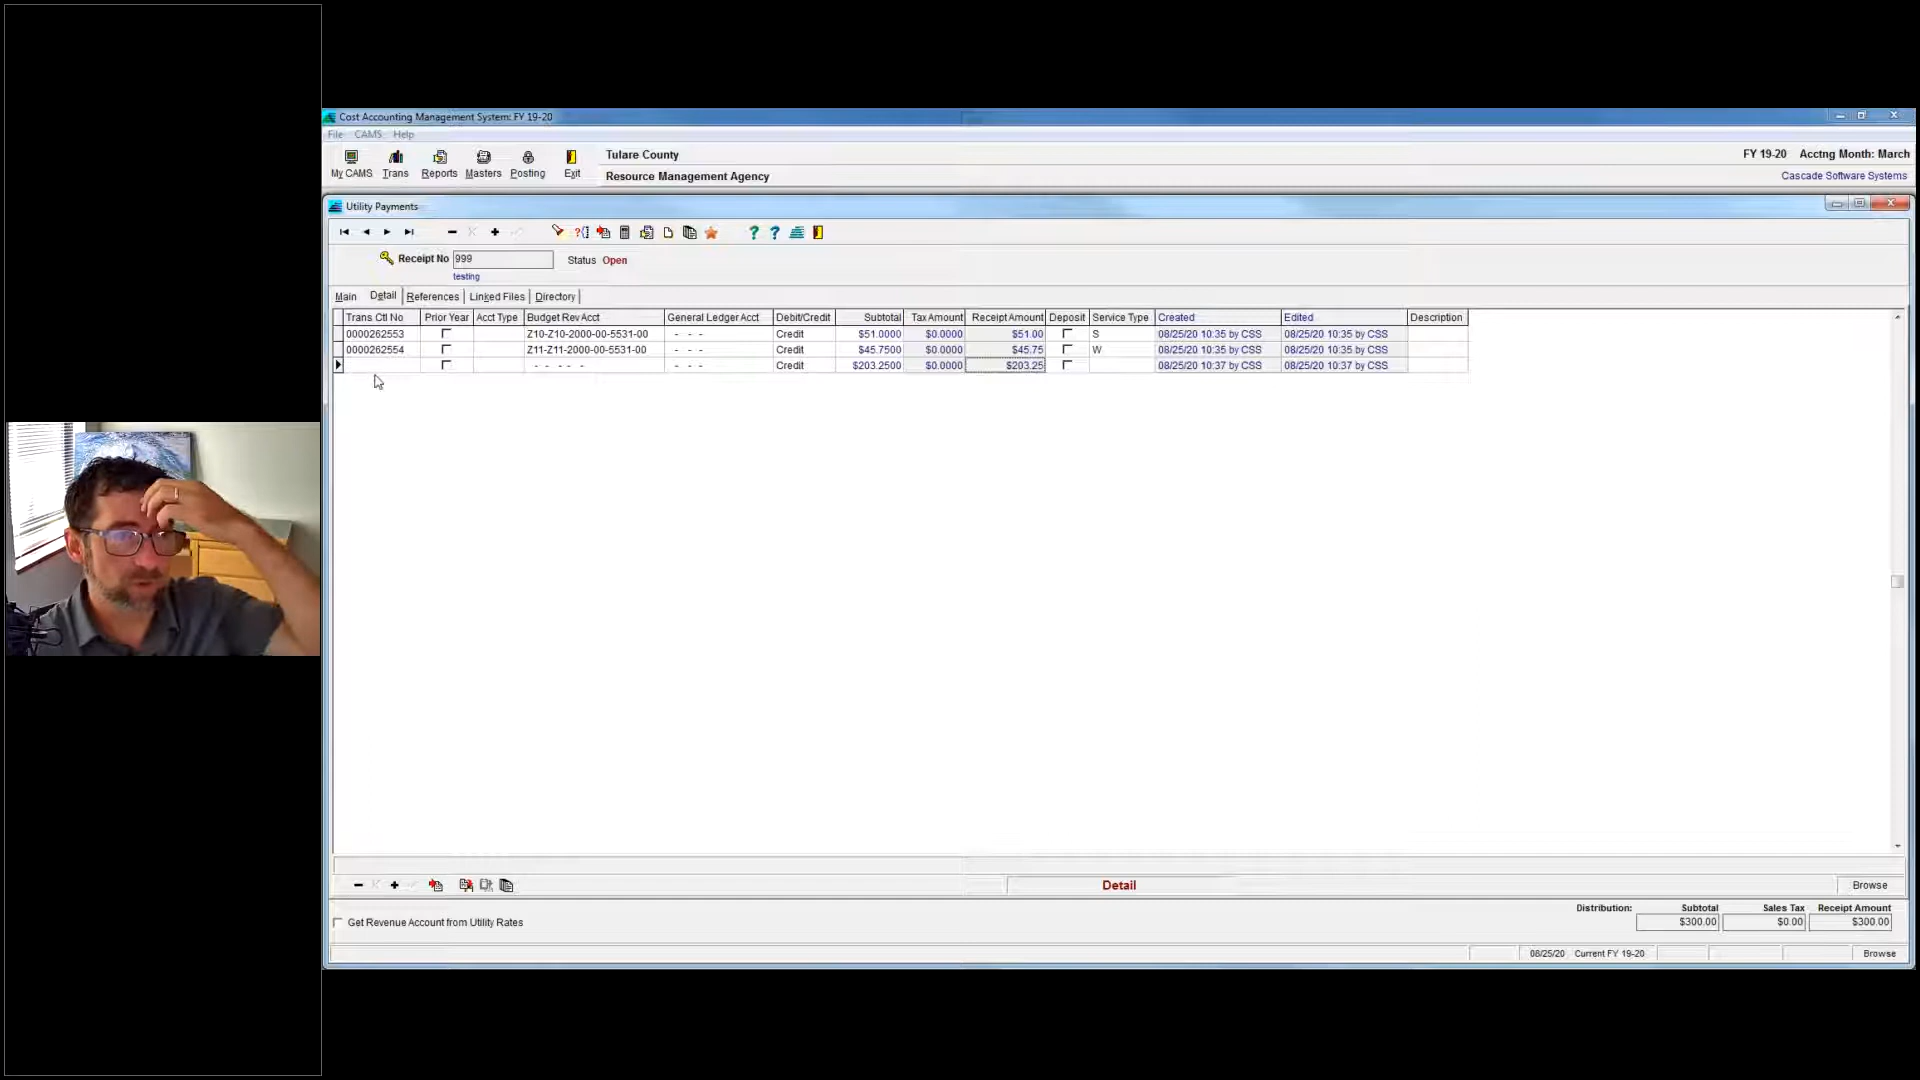 Cost Accounting Management System: FY 19-20
File CAMS Help
My CAMS Trans Reports Masters Posting Exit
Tulare County
Resource Management Agency
FY 19-20 Acctng Month: March
Cascade Software Systems
Utility Payments
Receipt No 999 Status Open
testing
Main Detail References Linked Files Directory
Trans Ctl No Prior Year Acct Type Budget Rev Acct General Ledger Acct Debit/Credit Subtotal Tax Amount Receipt Amount Deposit Service Type Created Edited Description
0000262553 Z10-Z10-2000-00-5531-00 - - - Credit $51.0000 $0.0000 $51.00 S 08/25/20 10:35 by CSS 08/25/20 10:35 by CSS
0000262554 Z11-Z11-2000-00-5531-00 - - - Credit $45.7500 $0.0000 $45.75 W 08/25/20 10:35 by CSS 08/25/20 10:35 by CSS
- - - - - - - - Credit $203.2500 $0.0000 $203.25 08/25/20 10:37 by CSS 08/25/20 10:37 by CSS
Detail Browse
Get Revenue Account from Utility Rates
Distribution: Subtotal Sales Tax Receipt Amount
$300.00 $0.00 $300.00
08/25/20 Current FY 19-20 Browse